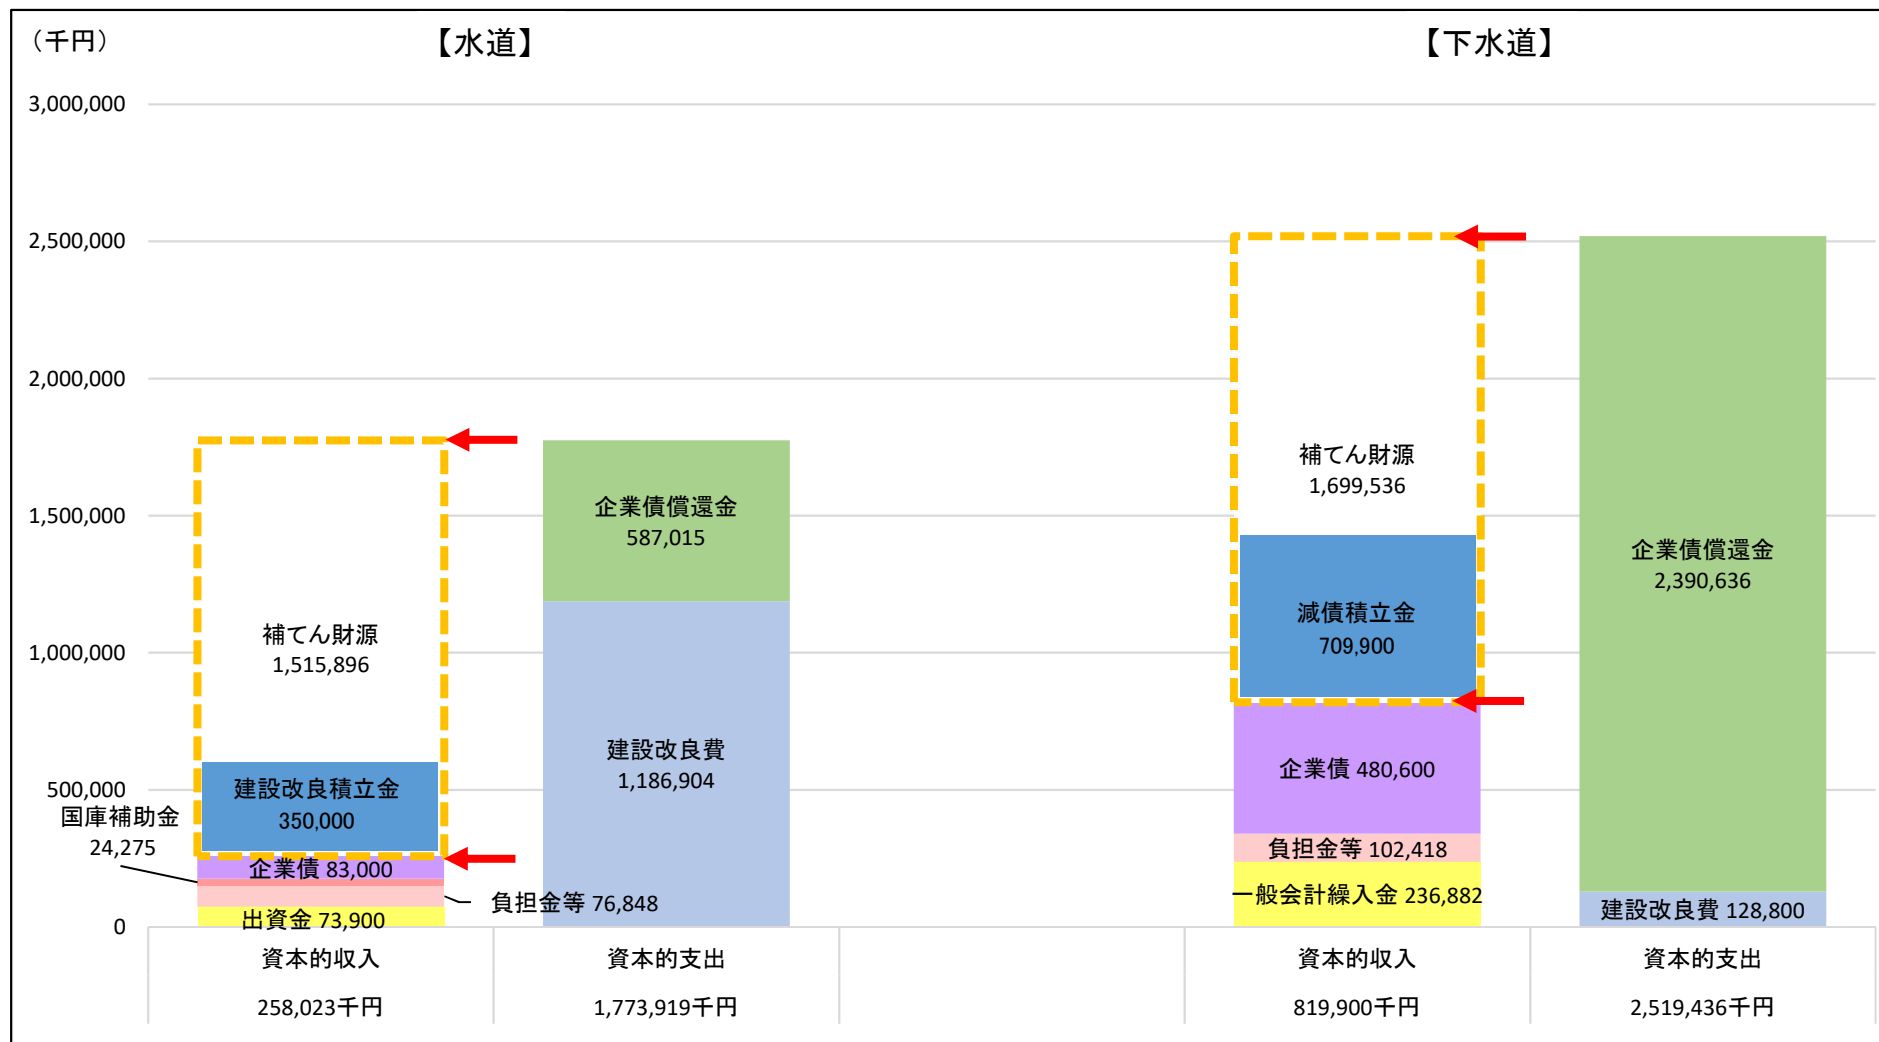 （千円）
【水道】
【下水道】
3,000,000
2,500,000
2,000,000
1,500,000
1,000,000
500,000
0
補てん財源
1,515,896
建設改良積立金
350,000
国庫補助金
24,275
企業債 83,000
負担金等 76,848
出資金 73,900
企業債償還金
587,015
建設改良費
1,186,904
補てん財源
1,699,536
減債積立金
709,900
企業債 480,600
負担金等 102,418
一般会計繰入金 236,882
企業債償還金
2,390,636
建設改良費 128,800
資本的収入
258,023千円
資本的支出
1,773,919千円
資本的収入
819,900千円
資本的支出
2,519,436千円